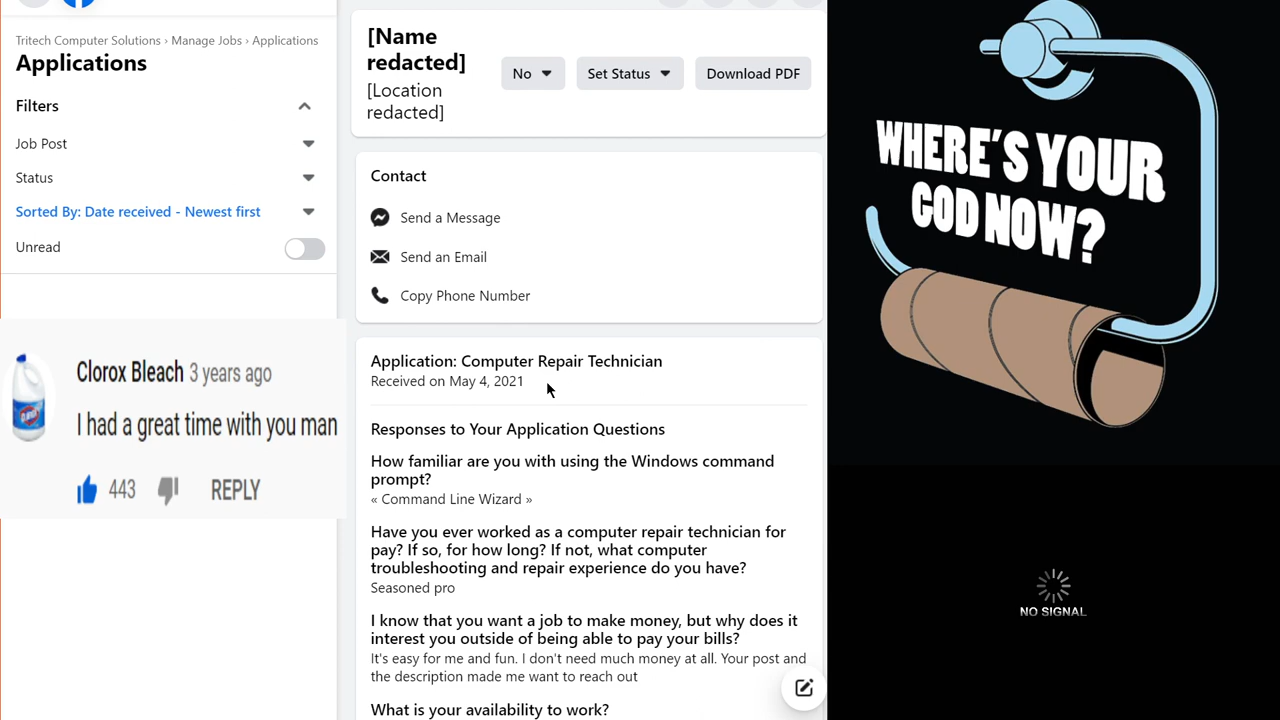 Tritech Computer Solutions › Manage Jobs › Applications
Applications
Filters
Job Post
Status
Sorted By: Date received - Newest first
Unread
Clorox Bleach 3 years ago
I had a great time with you man
443 REPLY
[Name
redacted]
[Location
redacted]
No
Set Status
Download PDF
Contact
Send a Message
Send an Email
Copy Phone Number
Application: Computer Repair Technician
Received on May 4, 2021
Responses to Your Application Questions
How familiar are you with using the Windows command
prompt?
« Command Line Wizard »
Have you ever worked as a computer repair technician for
pay? If so, for how long? If not, what computer
troubleshooting and repair experience do you have?
Seasoned pro
I know that you want a job to make money, but why does it
interest you outside of being able to pay your bills?
It's easy for me and fun. I don't need much money at all. Your post and
the description made me want to reach out
What is your availability to work?
WHERE'S YOUR
GOD NOW?
NO SIGNAL